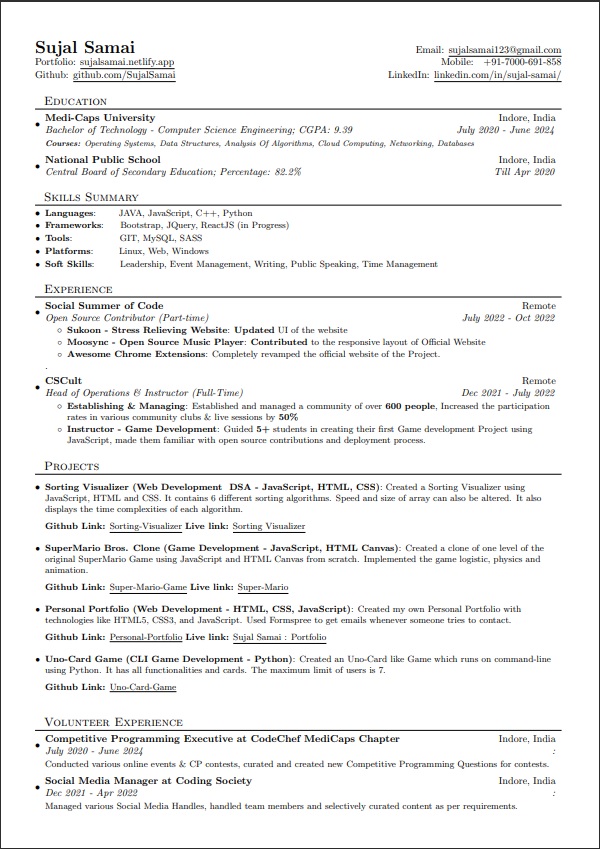 Sujal Samai
Email: sujalsamai123@gmail.com
Portfolio: sujalsamai.netlify.app
Mobile: +91-7000-691-858
Github: github.com/SujalSamai
LinkedIn: linkedin.com/in/sujal-samai/
Education
• Medi-Caps University Indore, India
Bachelor of Technology - Computer Science Engineering; CGPA: 9.39 July 2020 - June 2024
Courses: Operating Systems, Data Structures, Analysis Of Algorithms, Cloud Computing, Networking, Databases
• National Public School Indore, India
Central Board of Secondary Education; Percentage: 82.2% Till Apr 2020
Skills Summary
• Languages: JAVA, JavaScript, C++, Python
• Frameworks: Bootstrap, JQuery, ReactJS (in Progress)
• Tools: GIT, MySQL, SASS
• Platforms: Linux, Web, Windows
• Soft Skills: Leadership, Event Management, Writing, Public Speaking, Time Management
Experience
• Social Summer of Code Remote
Open Source Contributor (Part-time) July 2022 - Oct 2022
◦ Sukoon - Stress Relieving Website: Updated UI of the website
◦ Moosync - Open Source Music Player: Contributed to the responsive layout of Official Website
◦ Awesome Chrome Extensions: Completely revamped the official website of the Project.
.
• CSCult Remote
Head of Operations & Instructor (Full-Time) Dec 2021 - July 2022
◦ Establishing & Managing: Established and managed a community of over 600 people, Increased the participation
rates in various community clubs & live sessions by 50%
◦ Instructor - Game Development: Guided 5+ students in creating their first Game development Project using
JavaScript, made them familiar with open source contributions and deployment process.
Projects
• Sorting Visualizer (Web Development DSA - JavaScript, HTML, CSS): Created a Sorting Visualizer using
JavaScript, HTML and CSS. It contains 6 different sorting algorithms. Speed and size of array can also be altered. It also
displays the time complexities of each algorithm.
Github Link: Sorting-Visualizer Live link: Sorting Visualizer
• SuperMario Bros. Clone (Game Development - JavaScript, HTML Canvas): Created a clone of one level of the
original SuperMario Game using JavaScript and HTML Canvas from scratch. Implemented the game logistic, physics and
animation.
Github Link: Super-Mario-Game Live link: Super-Mario
• Personal Portfolio (Web Development - HTML, CSS, JavaScript): Created my own Personal Portfolio with
technologies like HTML5, CSS3, and JavaScript. Used Formspree to get emails whenever someone tries to contact.
Github Link: Personal-Portfolio Live link: Sujal Samai : Portfolio
• Uno-Card Game (CLI Game Development - Python): Created an Uno-Card like Game which runs on command-line
using Python. It has all functionalities and cards. The maximum limit of users is 7.
Github Link: Uno-Card-Game
Volunteer Experience
• Competitive Programming Executive at CodeChef MediCaps Chapter Indore, India
July 2020 - June 2024 :
Conducted various online events & CP contests, curated and created new Competitive Programming Questions for contests.
• Social Media Manager at Coding Society Indore, India
Dec 2021 - Apr 2022 :
Managed various Social Media Handles, handled team members and selectively curated content as per requirements.